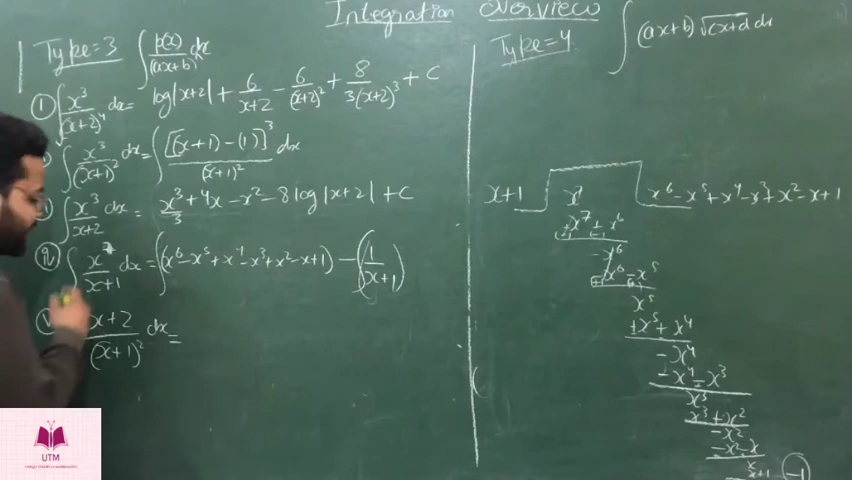 Integration Overview
Type=3 ∫ p(x)/(ax+b) dx
① ∫ x³/(x+2)⁴ dx = log|x+2| + 6/(x+2) - 6/(x+2)² + 8/3(x+2)³ + C
∫ x³/(x+1)² dx = ∫ [(x+1)-(1)]³/(x+1)² dx
∫ x³/(x+2) dx = x³/3 + 4x - x² - 8 log|x+2| + C
iv ∫ x⁷/(x+1) dx = ∫(x⁶-x⁵+x⁴-x³+x²-x+1) - ∫(1/(x+1))
x+2/(x+1)² dx =
Type=4 ∫(ax+b)√cx+d dx
x+1 x⁷ x⁶-x⁵+x⁴-x³+x²-x+1
x⁷ + x⁶
-x⁶
-x⁶ - x⁵
x⁵
x⁵ + x⁴
-x⁴
-x⁴ - x³
x³
x³ + x²
-x²
-x² - x
x
x+1 -1
UTM